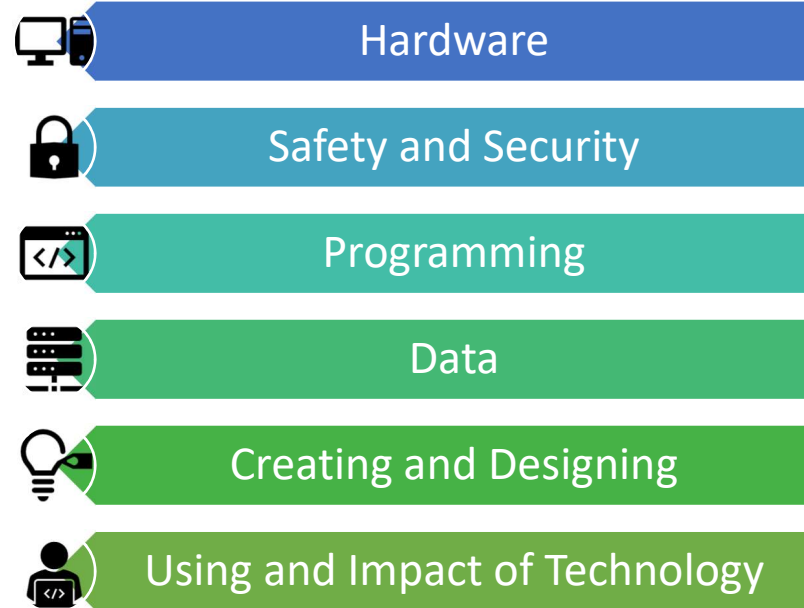 Hardware
Safety and Security
</>
Programming
Data
Creating and Designing
</>
Using and Impact of Technology